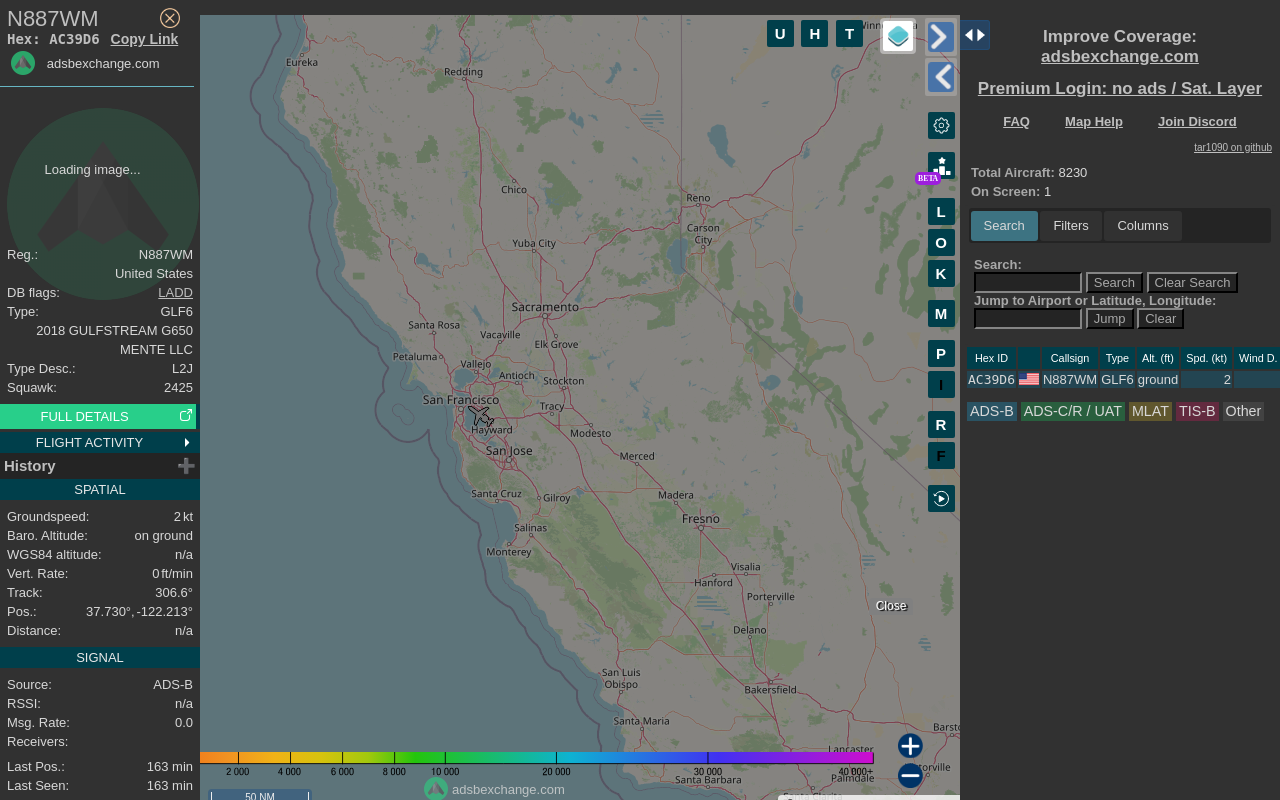 N887WM
Hex: AC39D6 Copy Link
adsbexchange.com
Loading image...
Reg.: N887WM
United States
DB flags: LADD
Type: GLF6
2018 GULFSTREAM G650
MENTE LLC
Type Desc.: L2J
Squawk: 2425
FULL DETAILS
FLIGHT ACTIVITY
History
SPATIAL
Groundspeed: 2 kt
Baro. Altitude: on ground
WGS84 altitude: n/a
Vert. Rate: 0 ft/min
Track: 306.6°
Pos.: 37.730°, -122.213°
Distance: n/a
SIGNAL
Source: ADS-B
RSSI: n/a
Msg. Rate: 0.0
Receivers:
Last Pos.: 163 min
Last Seen: 163 min
U H T
BETA
L
O
K
M
P
I
R
F
Eureka
Redding
Chico
Reno
Carson
City
Yuba City
Sacramento
Santa Rosa
Vacaville
Elk Grove
Petaluma
Vallejo
Antioch
Stockton
San Francisco
Tracy
Hayward
Modesto
San Jose
Merced
Santa Cruz
Gilroy
Madera
Salinas
Fresno
Monterey
Visalia
Hanford
Porterville
Close
Delano
San Luis
Obispo
Bakersfield
Santa Maria
Lancaster
Palmdale
Santa Barbara
Santa Clarita
2 000 4 000 6 000 8 000 10 000 20 000 30 000 40 000+
adsbexchange.com
50 NM
Improve Coverage:
adsbexchange.com
Premium Login: no ads / Sat. Layer
FAQ Map Help Join Discord
tar1090 on github
Total Aircraft: 8230
On Screen: 1
Search Filters Columns
Search:
Search Clear Search
Jump to Airport or Latitude, Longitude:
Jump Clear
Hex ID Callsign Type Alt. (ft) Spd. (kt) Wind D.
AC39D6 N887WM GLF6 ground 2
ADS-B ADS-C/R / UAT MLAT TIS-B Other